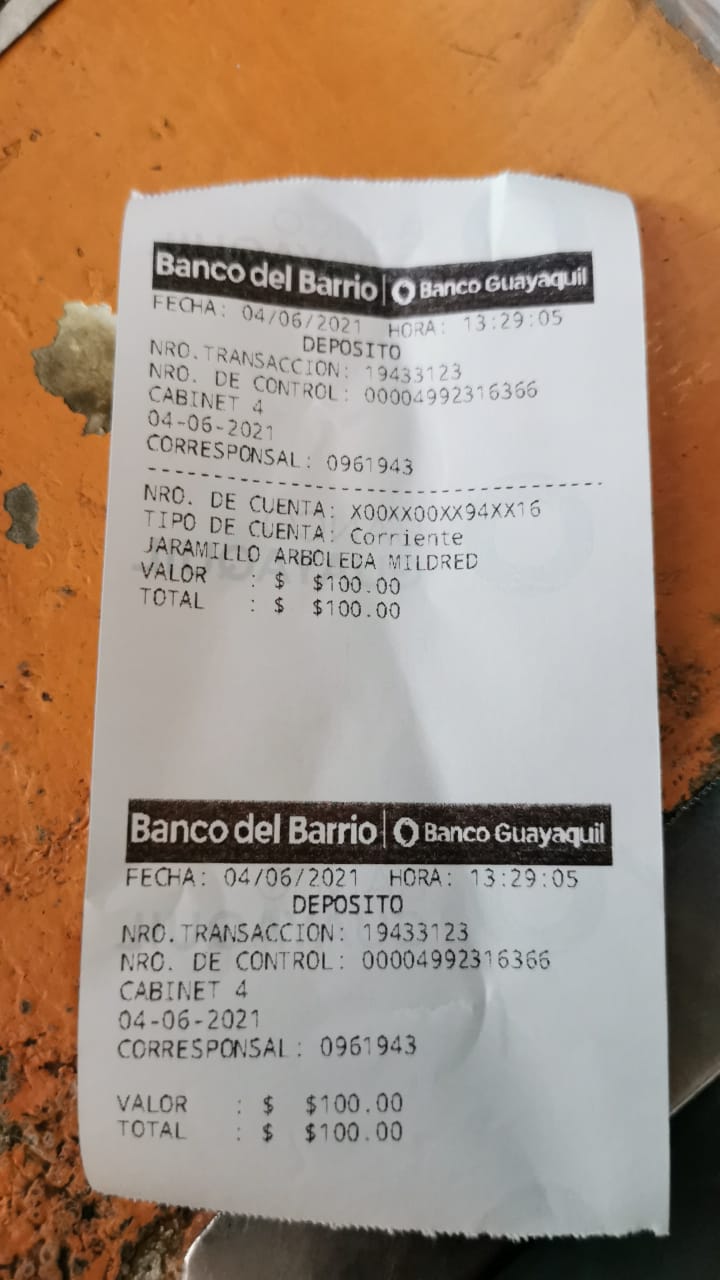 Banco del Barrio | Banco Guayaquil
FECHA: 04/06/2021 HORA: 13:29:05
DEPOSITO
NRO.TRANSACCION: 19433123
NRO. DE CONTROL: 00004992316366
CABINET 4
04-06-2021
CORRESPONSAL: 0961943
--------------------------------
NRO. DE CUENTA: X00XX00XX94XX16
TIPO DE CUENTA: Corriente
JARAMILLO ARBOLEDA MILDRED
VALOR : $ $100.00
TOTAL : $ $100.00
Banco del Barrio | Banco Guayaquil
FECHA: 04/06/2021 HORA: 13:29:05
DEPOSITO
NRO.TRANSACCION: 19433123
NRO. DE CONTROL: 00004992316366
CABINET 4
04-06-2021
CORRESPONSAL: 0961943
VALOR : $ $100.00
TOTAL : $ $100.00